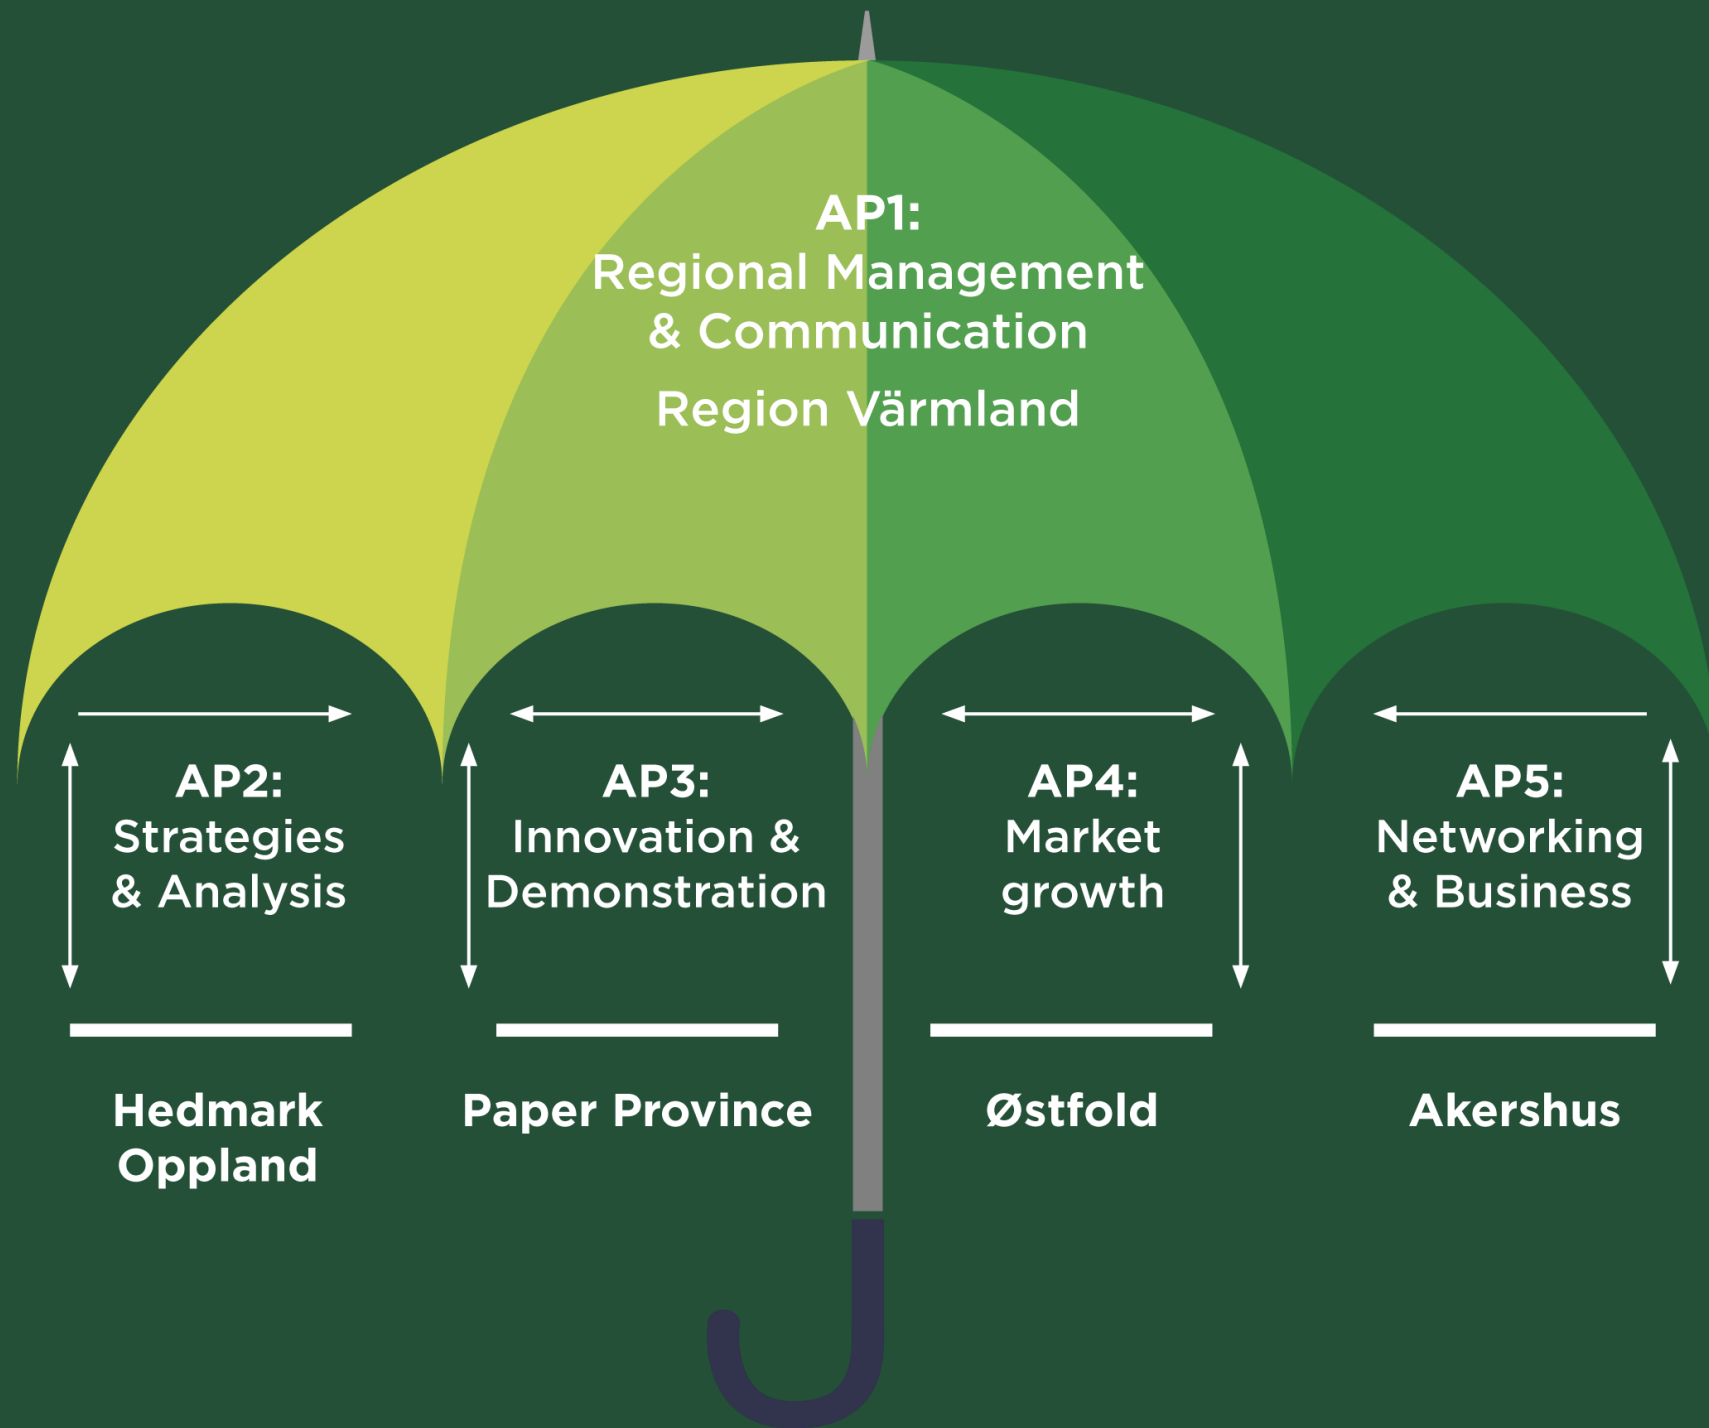 AP1:
Regional Management
& Communication
Region Värmland
AP2:
Strategies
& Analysis
AP3:
Innovation &
Demonstration
AP4:
Market
growth
AP5:
Networking
& Business
Hedmark
Oppland
Paper Province
Østfold
Akershus